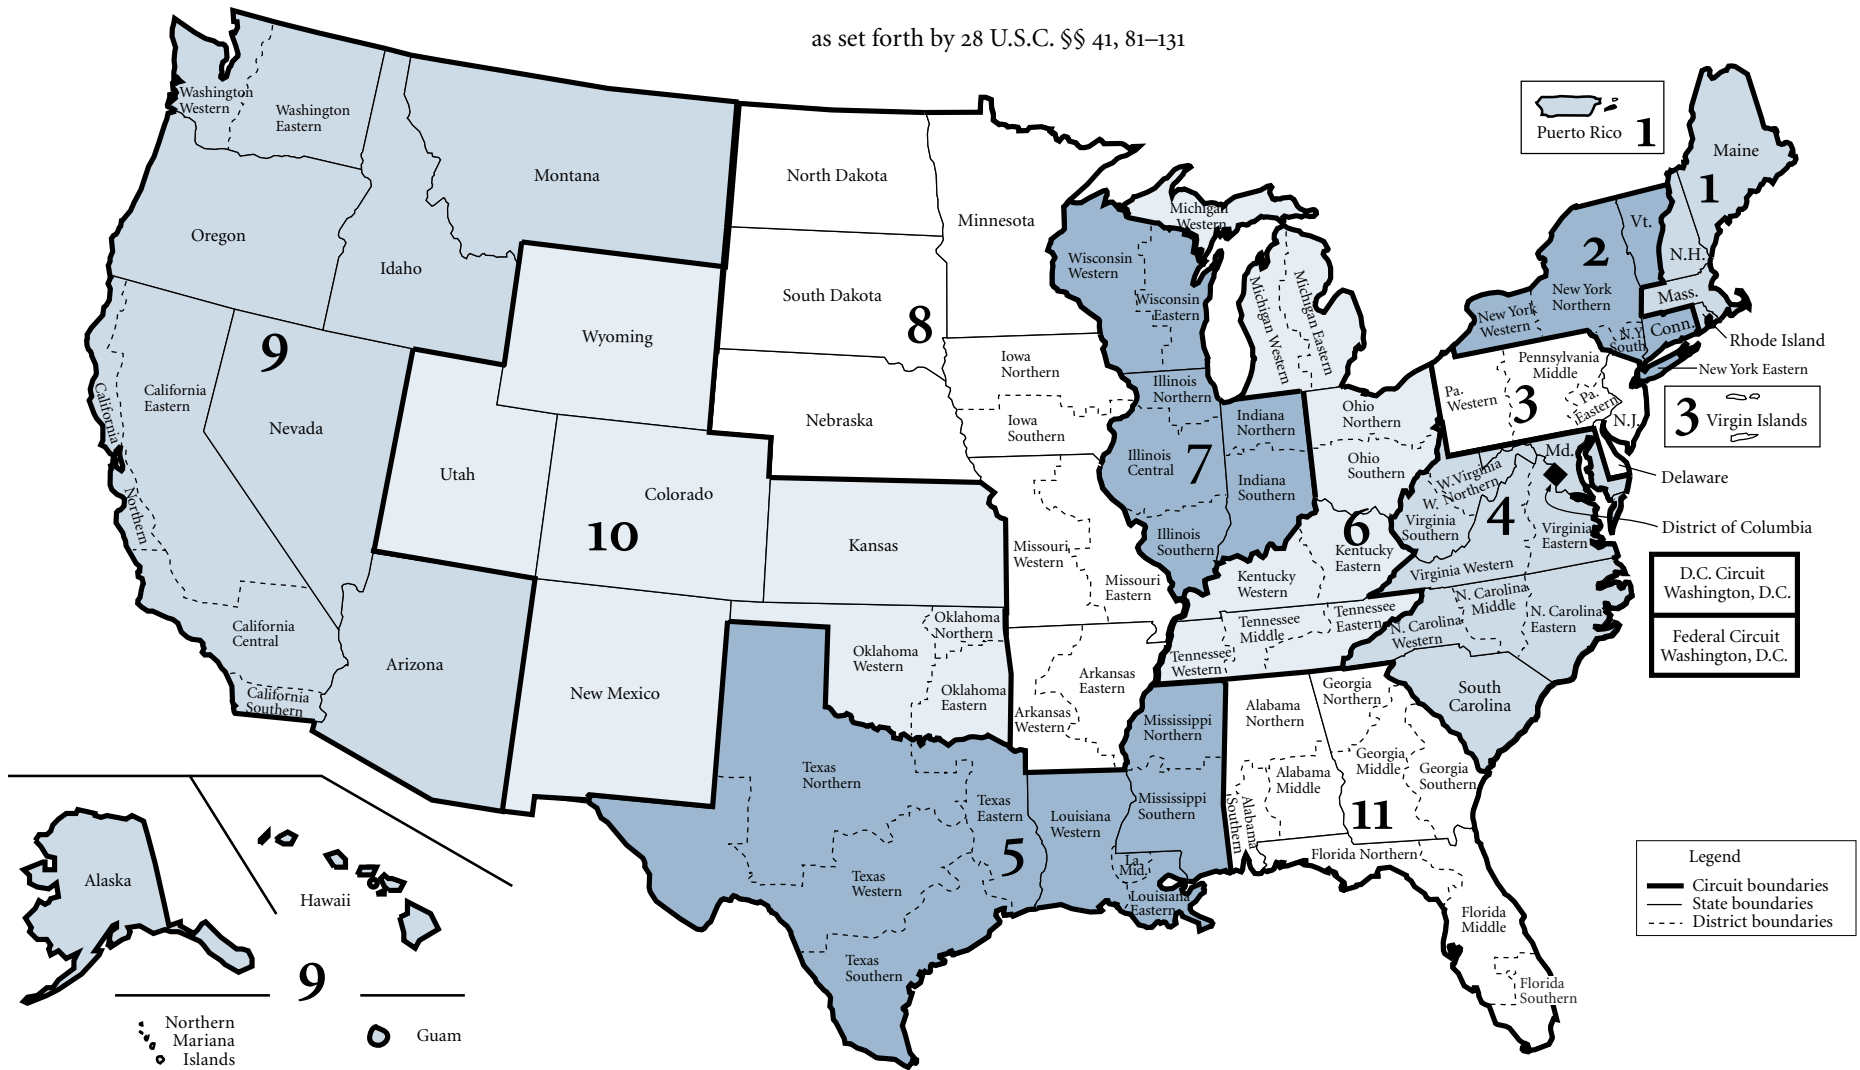 as set forth by 28 U.S.C. §§ 41, 81–131
Washington
Western
Washington
Eastern
Montana
Oregon
Idaho
9
California
Eastern
California
Northern
Nevada
California
Central
California
Southern
Arizona
Wyoming
Utah
Colorado
10
Kansas
New Mexico
Oklahoma
Northern
Oklahoma
Western
Oklahoma
Eastern
North Dakota
Minnesota
South Dakota
8
Nebraska
Iowa
Northern
Iowa
Southern
Missouri
Western
Missouri
Eastern
Arkansas
Eastern
Arkansas
Western
Texas
Northern
Texas
Eastern
Texas
Western
Texas
Southern
5
Louisiana
Western
La.
Mid.
Louisiana
Eastern
Mississippi
Northern
Mississippi
Southern
Wisconsin
Western
Wisconsin
Eastern
Illinois
Northern
Illinois
Central
Illinois
Southern
7
Indiana
Northern
Indiana
Southern
Michigan
Western
Michigan Western
Michigan Eastern
Ohio
Northern
Ohio
Southern
6
Kentucky
Eastern
Kentucky
Western
Tennessee
Eastern
Tennessee
Middle
Tennessee
Western
Alabama
Northern
Alabama
Middle
Alabama
Southern
Georgia
Northern
Georgia
Middle
Georgia
Southern
11
Florida Northern
Florida
Middle
Florida
Southern
W. Virginia
Northern
W.
Virginia
Southern
4
Md.
Virginia
Eastern
Virginia Western
N. Carolina
Middle
N. Carolina
Eastern
N. Carolina
Western
South
Carolina
Pa.
Western
Pennsylvania
Middle
Pa.
Eastern
3
N.J.
New York
Western
New York
Northern
N.Y.
South
2
Vt.
Conn.
Maine
1
N.H.
Mass.
Rhode Island
New York Eastern
Puerto Rico
1
3
Virgin Islands
Delaware
District of Columbia
D.C. Circuit
Washington, D.C.
Federal Circuit
Washington, D.C.
Legend
Circuit boundaries
State boundaries
District boundaries
Alaska
Hawaii
9
Northern
Mariana
Islands
Guam